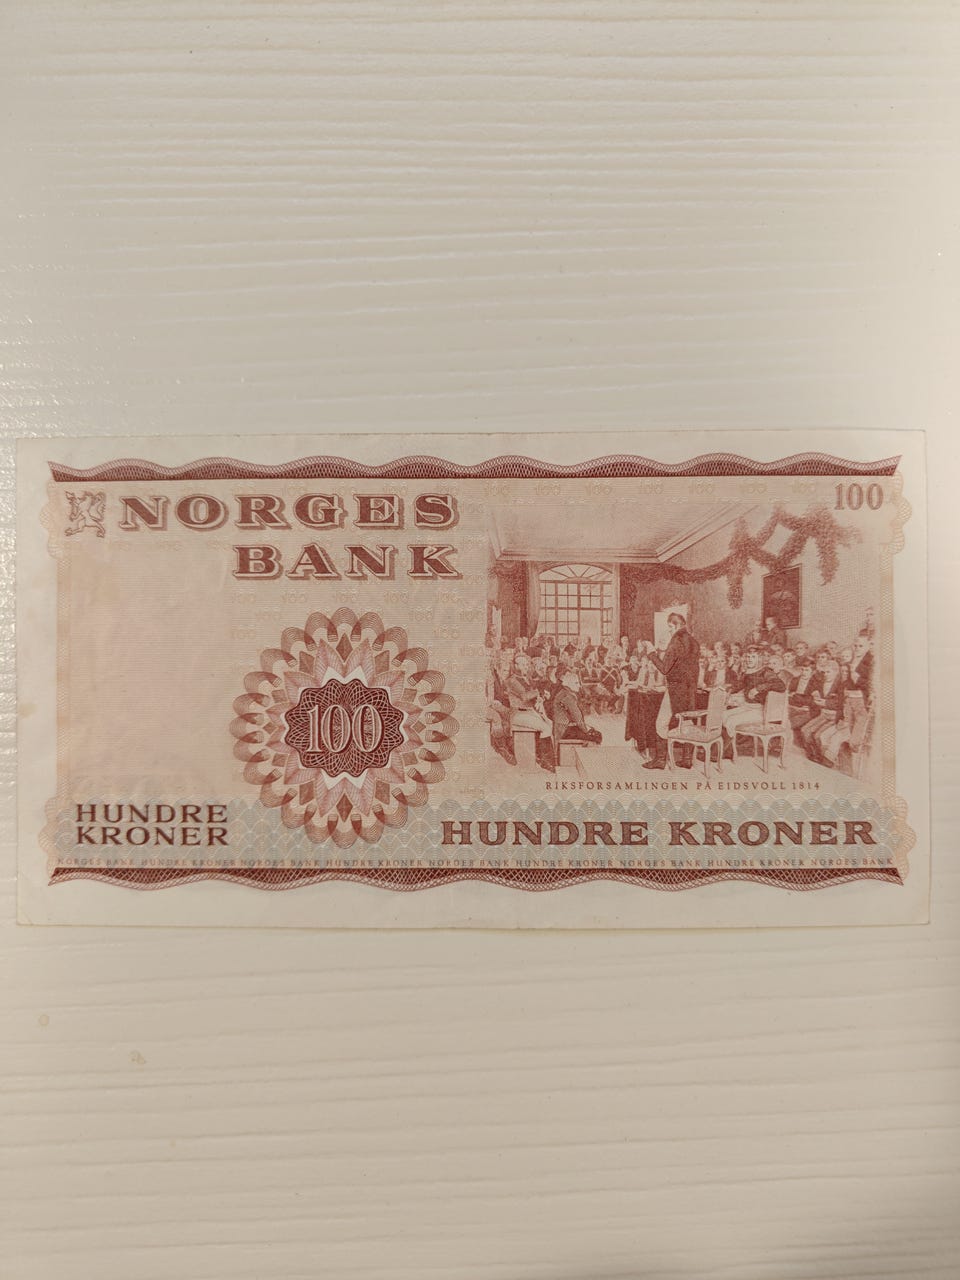 NORGES
BANK
100
100
RIKSFORSAMLINGEN PÅ EIDSVOLL 1814
HUNDRE
KRONER
HUNDRE KRONER
NORGES BANK HUNDRE KRONER NORGES BANK HUNDRE KRONER NORGES BANK HUNDRE KRONER NORGES BANK HUNDRE KRONER NORGES BANK